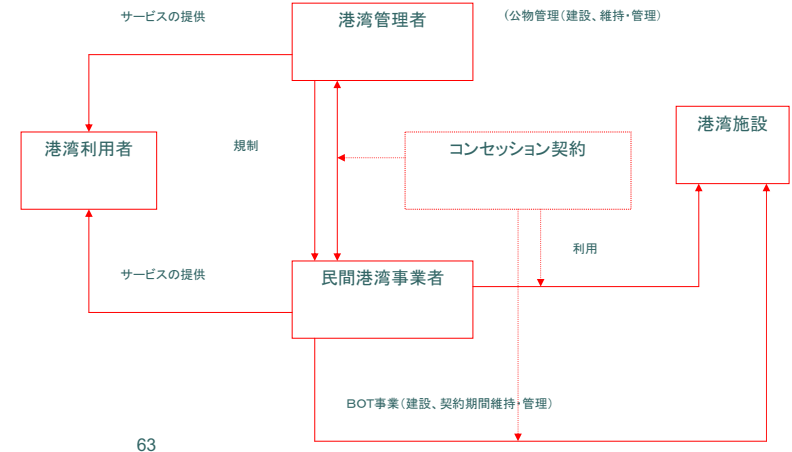 サービスの提供
港湾管理者
(公物管理(建設、維持・管理)
港湾施設
港湾利用者
規制
コンセッション契約
利用
サービスの提供
民間港湾事業者
BOT事業(建設、契約期間維持・管理)
63